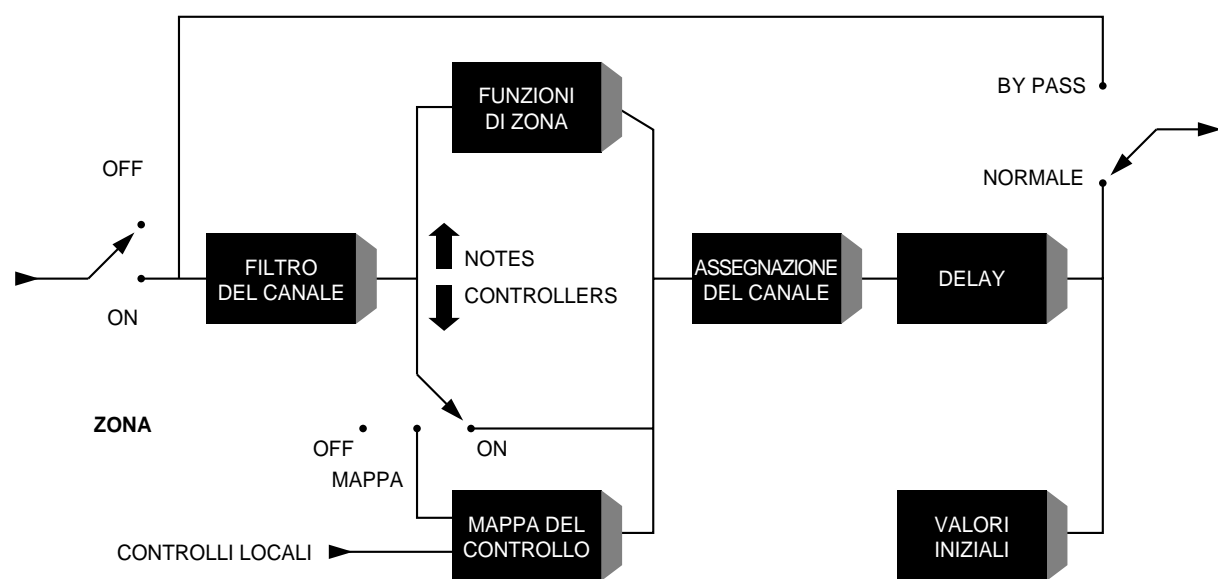 BY PASS
FUNZIONI
DI ZONA
OFF
NORMALE
FILTRO
DEL CANALE
NOTES
CONTROLLERS
ASSEGNAZIONE
DEL CANALE
DELAY
ON
ZONA
OFF
MAPPA
ON
MAPPA DEL
CONTROLLO
CONTROLLI LOCALI
VALORI
INIZIALI